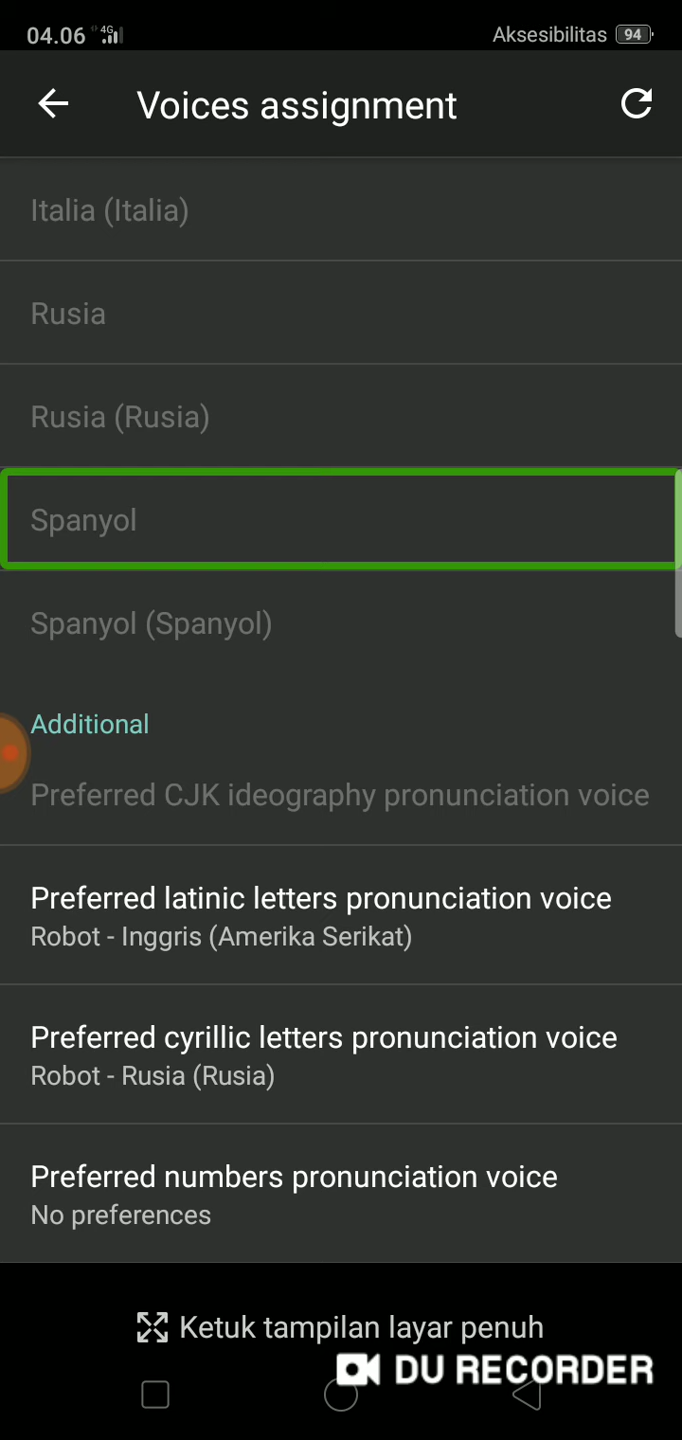 04.06 4G Aksesibilitas 94
Voices assignment
Italia (Italia)
Rusia
Rusia (Rusia)
Spanyol
Spanyol (Spanyol)
Additional
Preferred CJK ideography pronunciation voice
Preferred latinic letters pronunciation voice
Robot - Inggris (Amerika Serikat)
Preferred cyrillic letters pronunciation voice
Robot - Rusia (Rusia)
Preferred numbers pronunciation voice
No preferences
Ketuk tampilan layar penuh
DU RECORDER